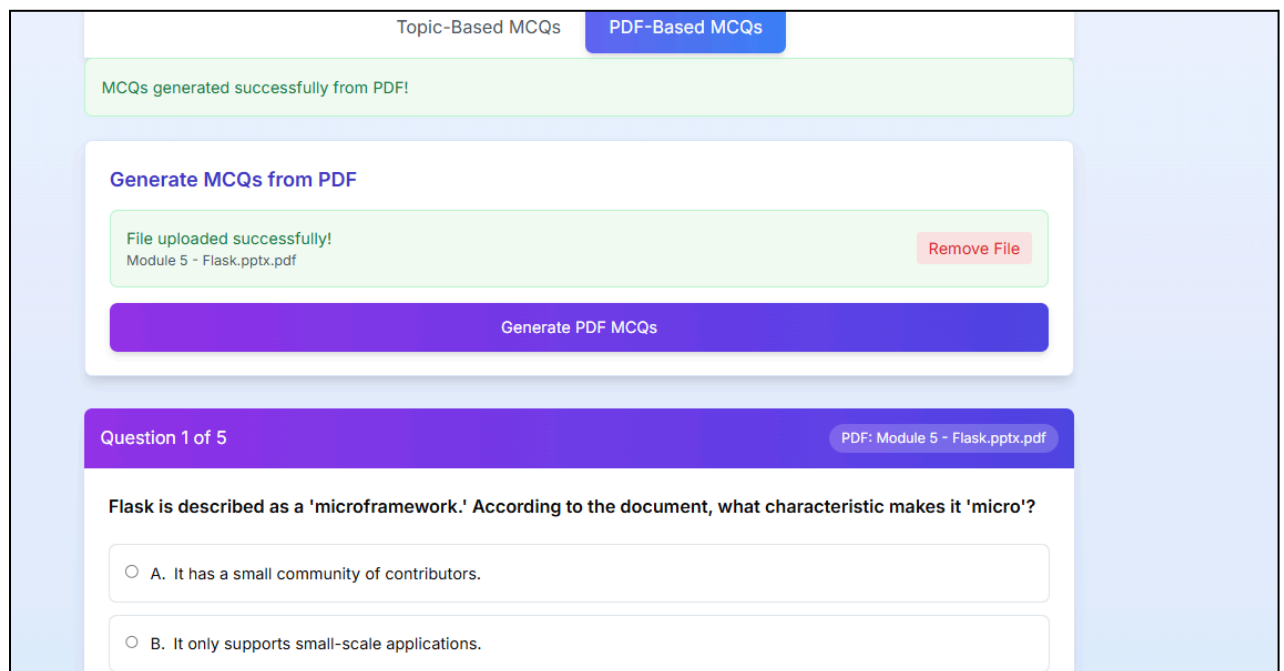 Topic-Based MCQs
PDF-Based MCQs
MCQs generated successfully from PDF!
Generate MCQs from PDF
File uploaded successfully!
Module 5 - Flask.pptx.pdf
Remove File
Generate PDF MCQs
Question 1 of 5
PDF: Module 5 - Flask.pptx.pdf
Flask is described as a 'microframework.' According to the document, what characteristic makes it 'micro'?
A. It has a small community of contributors.
B. It only supports small-scale applications.